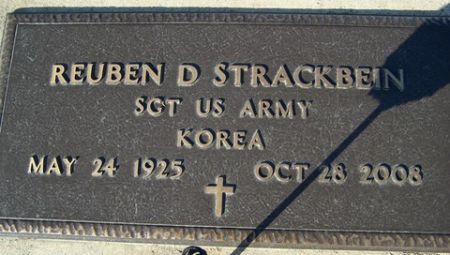 REUBEN D STRACKBEIN
SGT US ARMY
KOREA
MAY 24 1925 OCT 28 2008